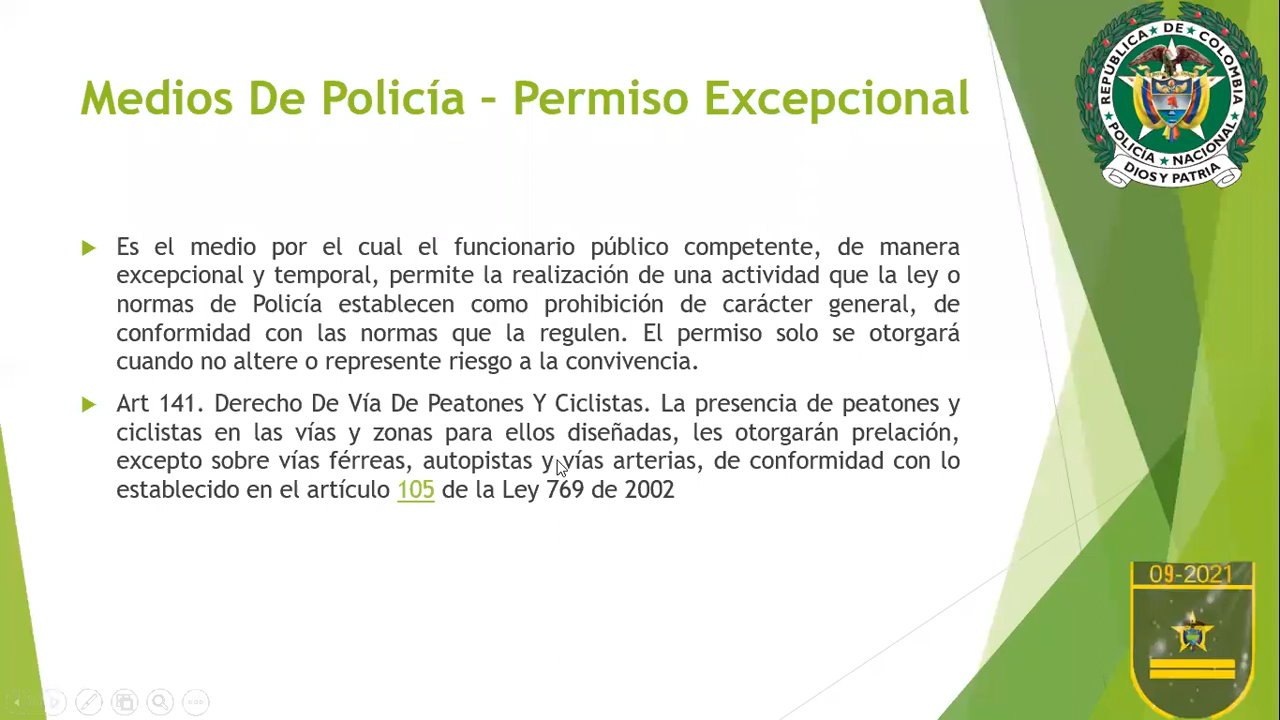 Medios De Policía – Permiso Excepcional
REPÚBLICA DE COLOMBIA
POLICÍA NACIONAL
DIOS Y PATRIA
Es el medio por el cual el funcionario público competente, de manera
excepcional y temporal, permite la realización de una actividad que la ley o
normas de Policía establecen como prohibición de carácter general, de
conformidad con las normas que la regulen. El permiso solo se otorgará
cuando no altere o represente riesgo a la convivencia.
Art 141. Derecho De Vía De Peatones Y Ciclistas. La presencia de peatones y
ciclistas en las vías y zonas para ellos diseñadas, les otorgarán prelación,
excepto sobre vías férreas, autopistas y vías arterias, de conformidad con lo
establecido en el artículo 105 de la Ley 769 de 2002
09-2021